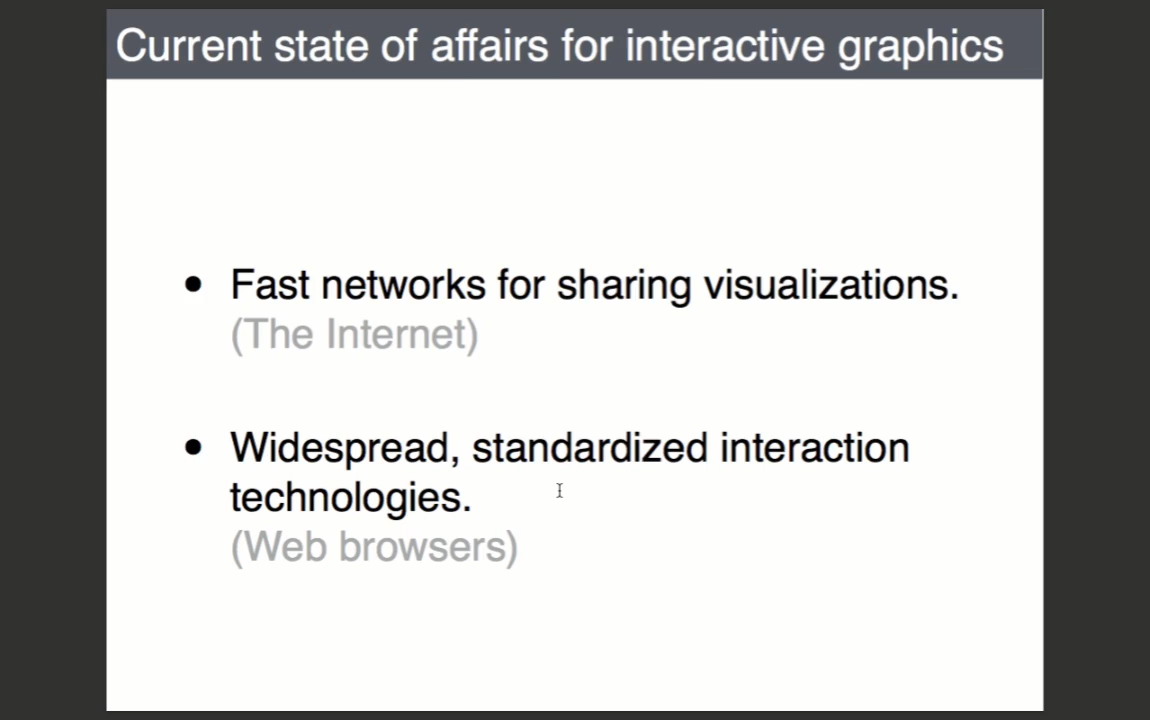 Current state of affairs for interactive graphics
• Fast networks for sharing visualizations.
(The Internet)
• Widespread, standardized interaction
technologies.
(Web browsers)